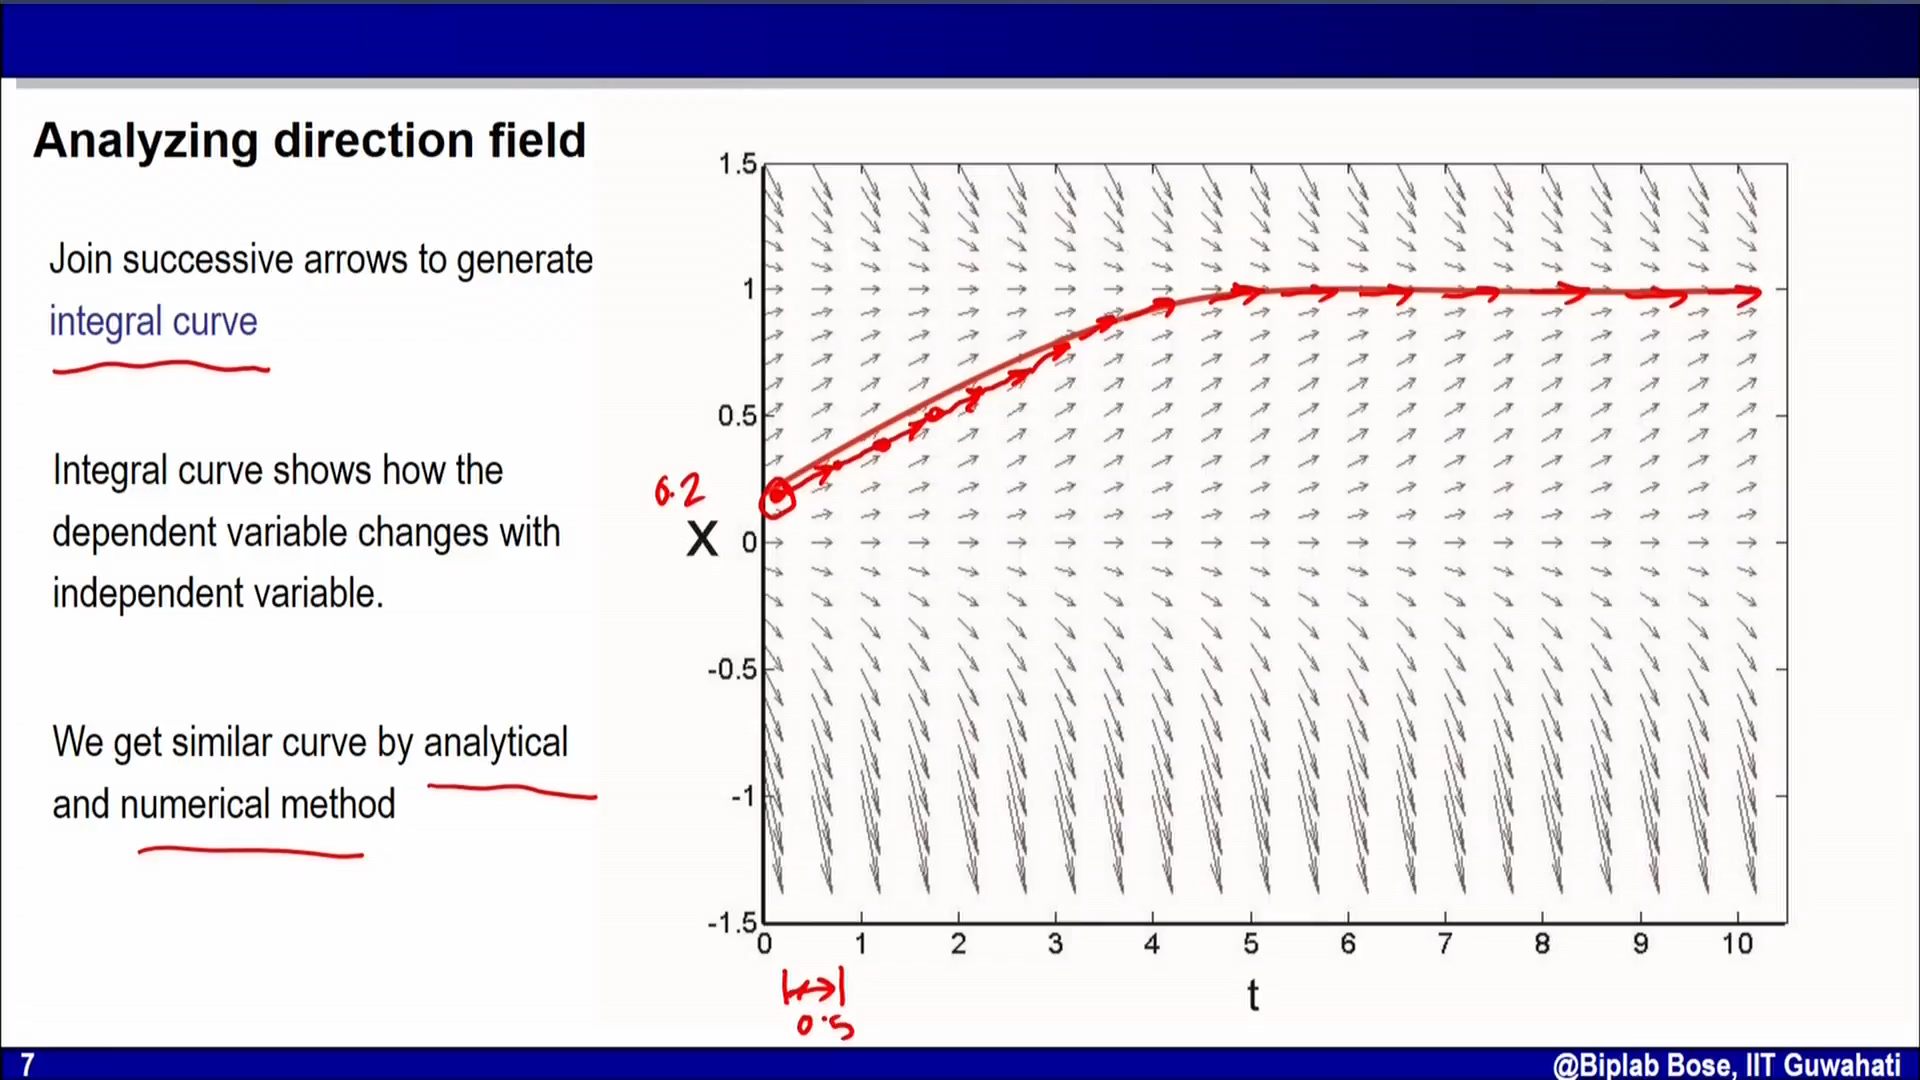 Analyzing direction field
Join successive arrows to generate
integral curve
Integral curve shows how the
dependent variable changes with
independent variable.
We get similar curve by analytical
and numerical method
1.5
1
0.5
0.2
X
0
-0.5
-1
-1.5
0 1 2 3 4 5 6 7 8 9 10
t
0.5
7
@Biplab Bose, IIT Guwahati